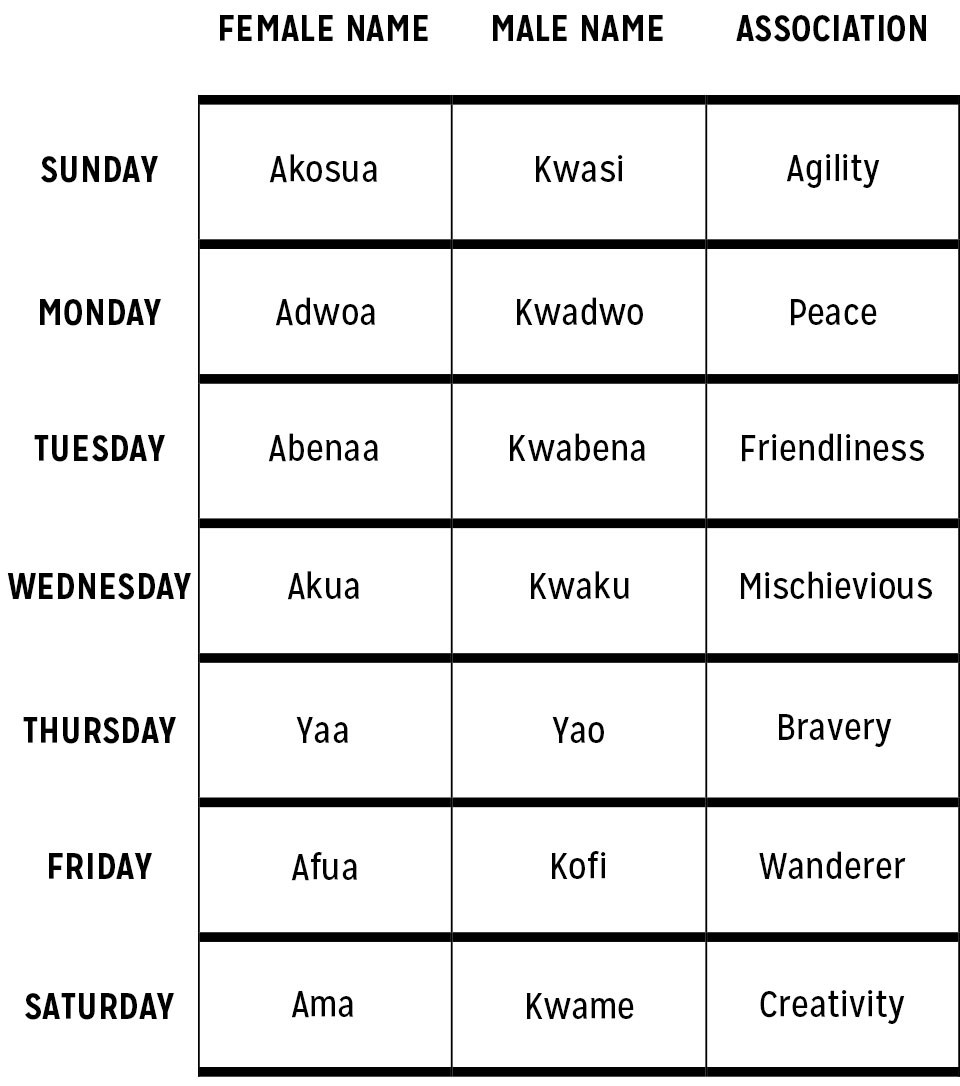 FEMALE NAME MALE NAME ASSOCIATION
SUNDAY Akosua Kwasi Agility
MONDAY Adwoa Kwadwo Peace
TUESDAY Abenaa Kwabena Friendliness
WEDNESDAY Akua Kwaku Mischievious
THURSDAY Yaa Yao Bravery
FRIDAY Afua Kofi Wanderer
SATURDAY Ama Kwame Creativity